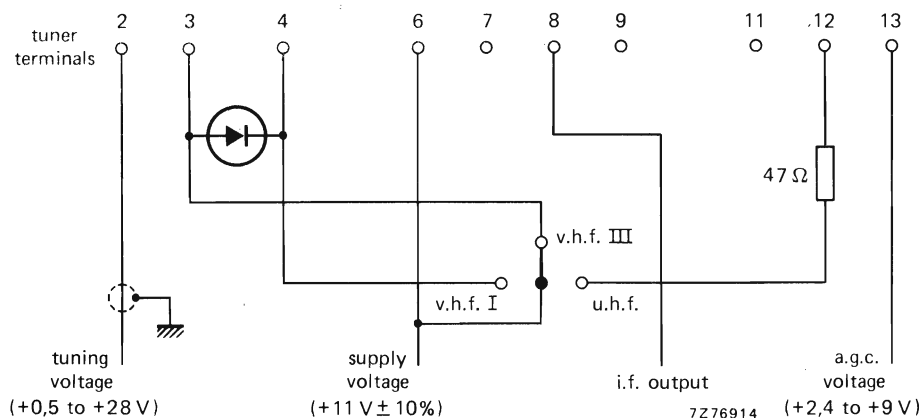 2 3 4 6 7 8 9 11 12 13
tuner
terminals
47 Ω
v.h.f. III
v.h.f. I
u.h.f.
tuning
voltage
(+0,5 to +28 V)
supply
voltage
(+11 V ± 10%)
i.f. output
7Z76914
a.g.c.
voltage
(+2,4 to +9 V)